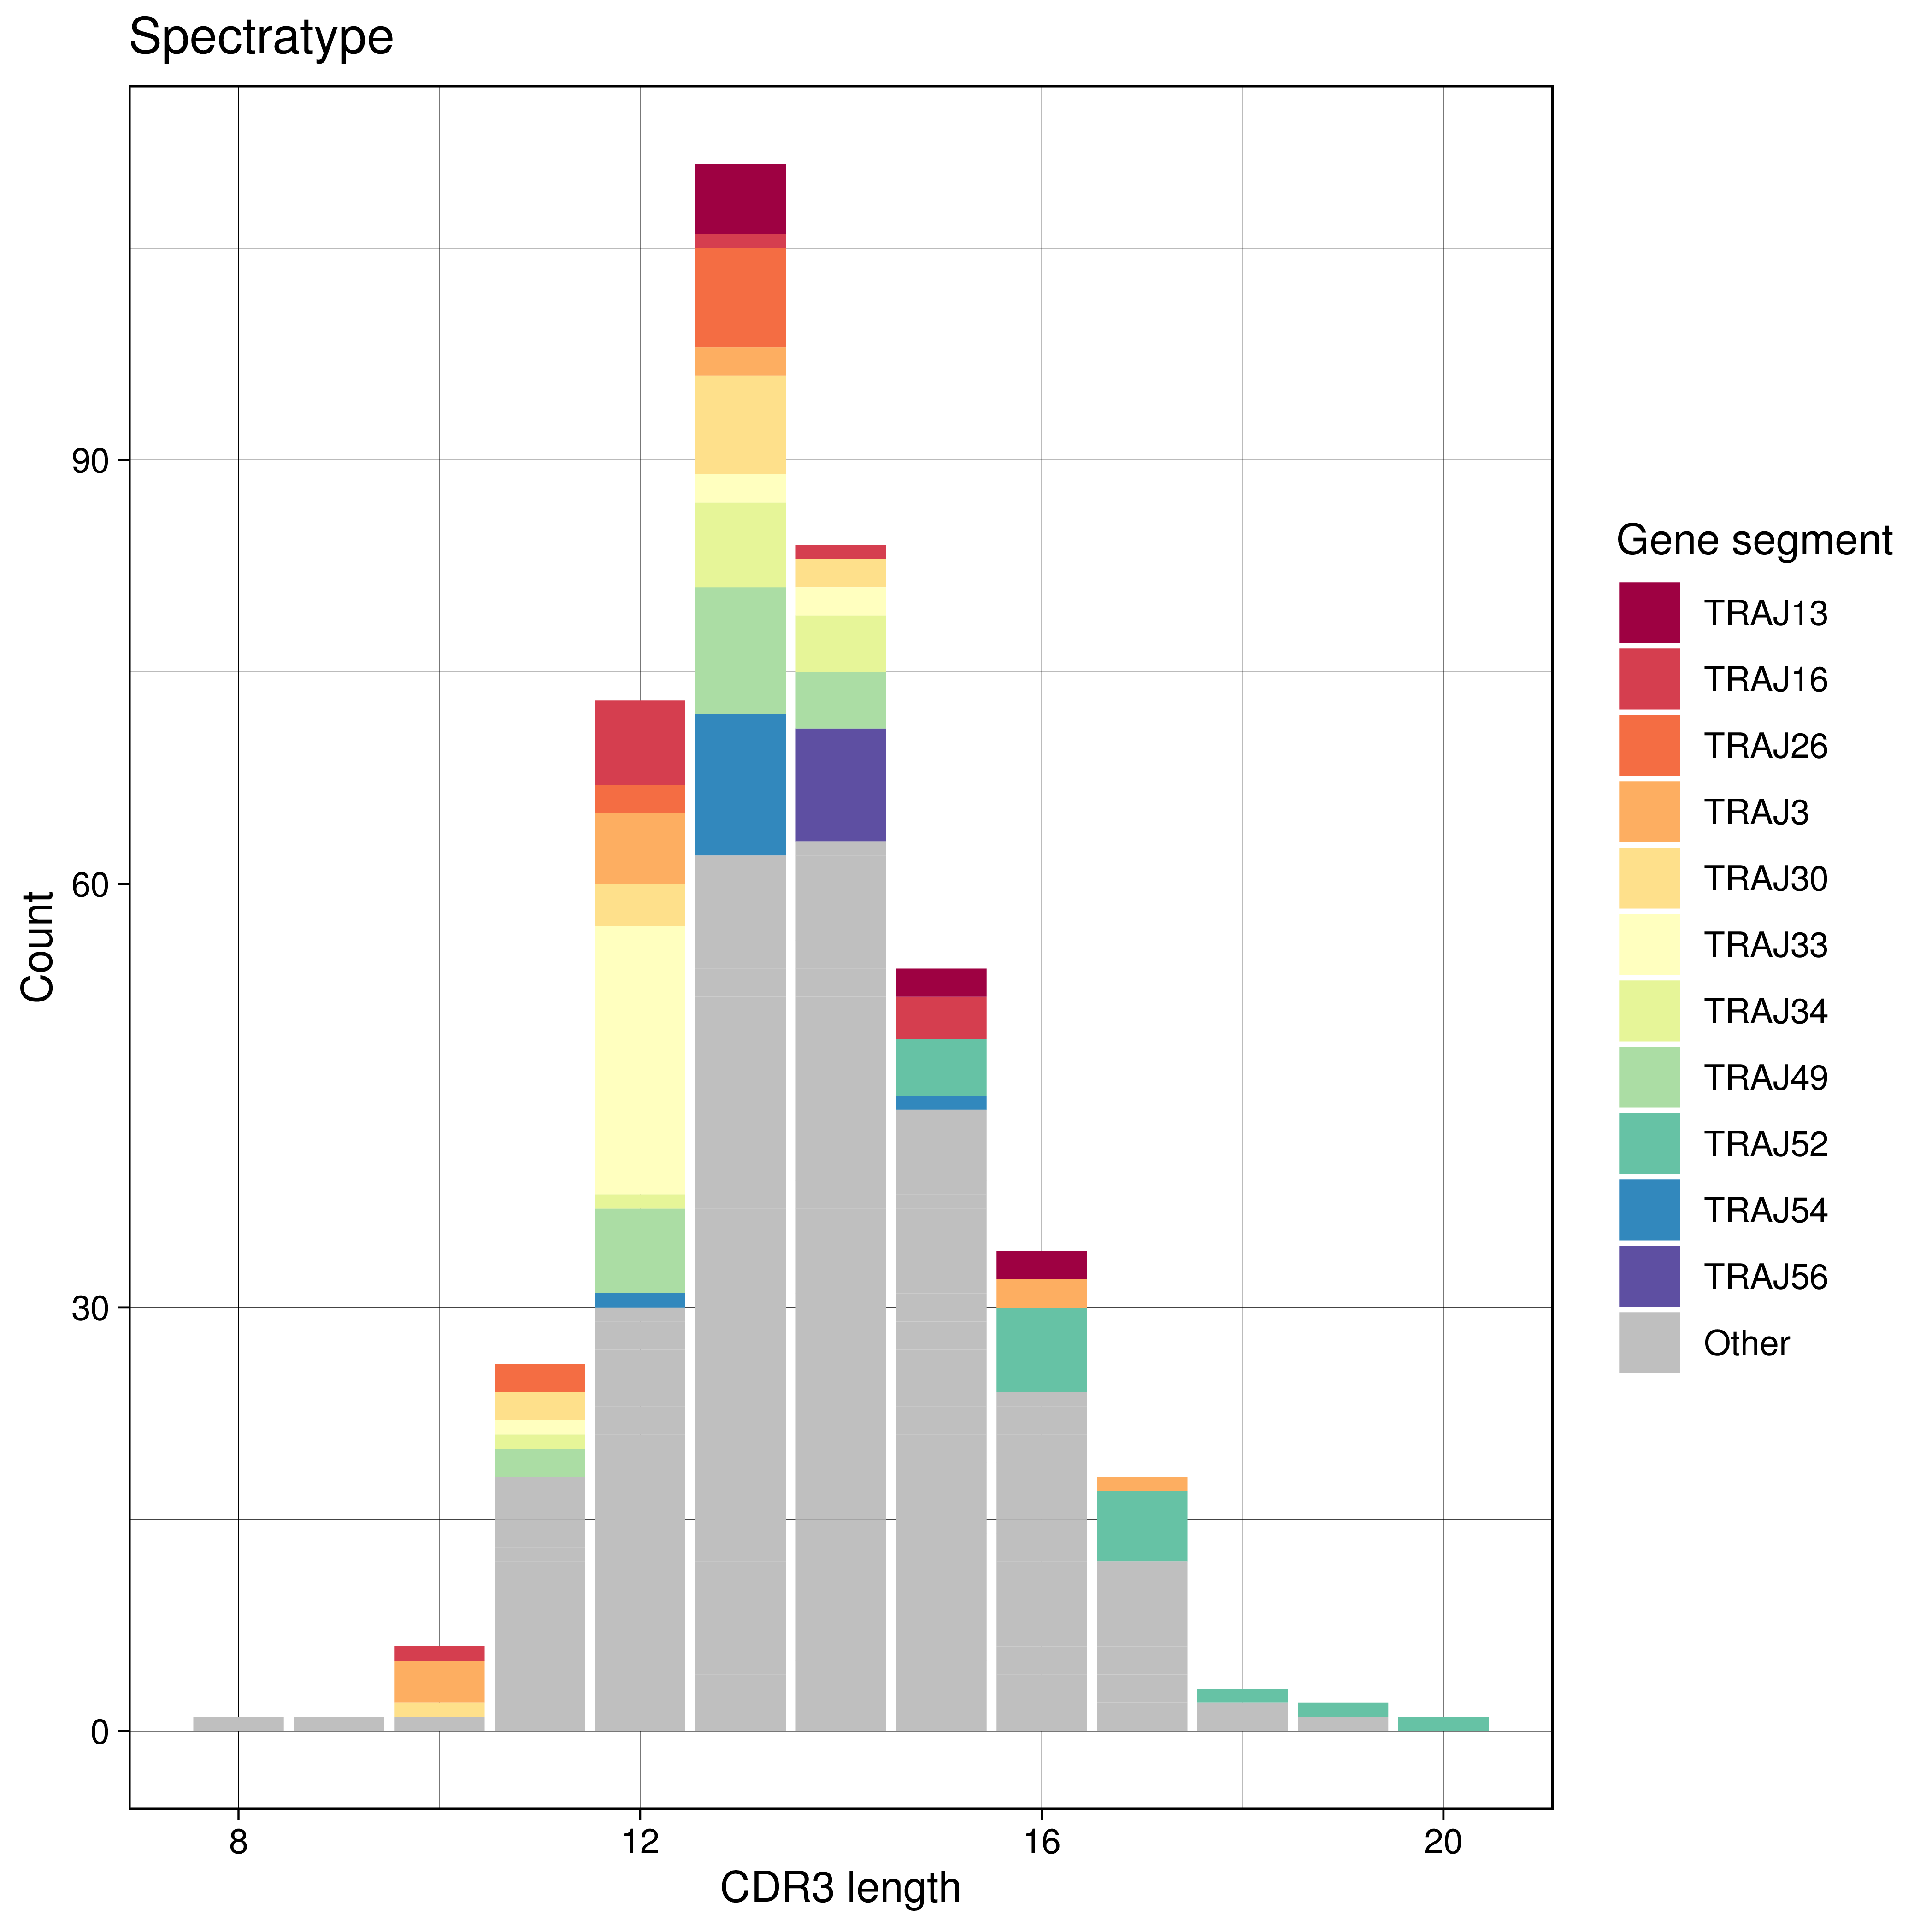 Spectratype
Count
90
60
30
0
8 12 16 20
CDR3 length
Gene segment
TRAJ13
TRAJ16
TRAJ26
TRAJ3
TRAJ30
TRAJ33
TRAJ34
TRAJ49
TRAJ52
TRAJ54
TRAJ56
Other